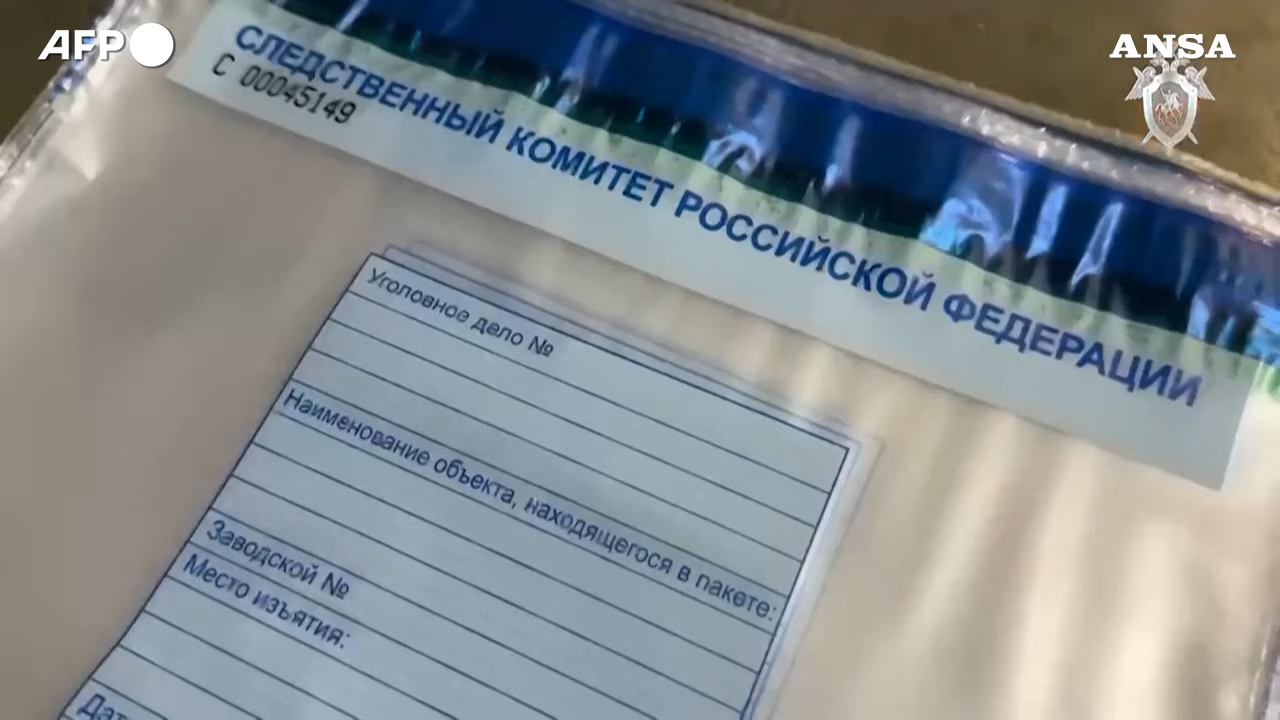 AFP
ANSA
СЛЕДСТВЕННЫЙ КОМИТЕТ РОССИЙСКОЙ ФЕДЕРАЦИИ
С 00045149
Уголовное дело №
Наименование объекта, находящегося в пакете:
Заводской №
Место изъятия: